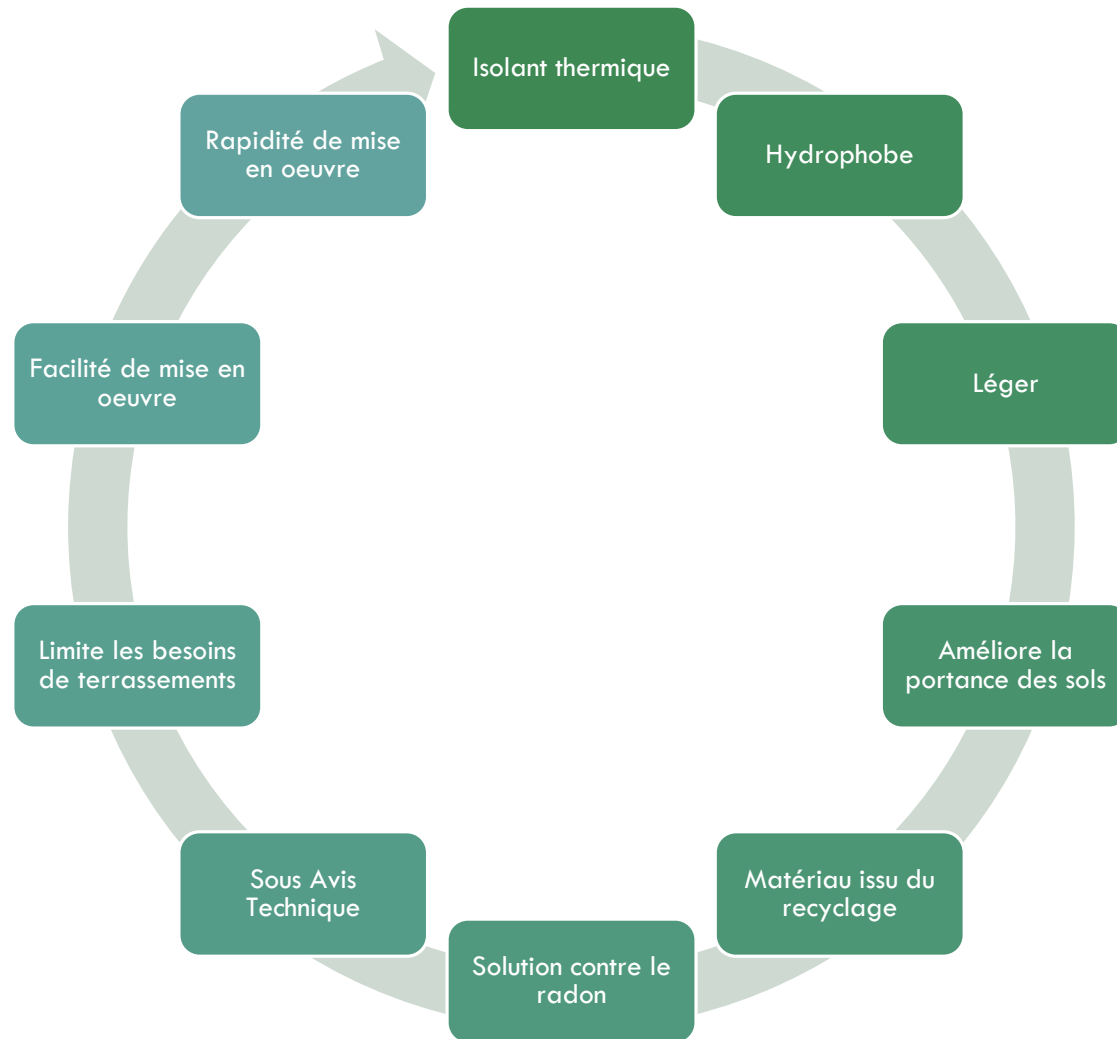 Isolant thermique
Hydrophobe
Léger
Améliore la
portance des sols
Matériau issu du
recyclage
Solution contre le
radon
Sous Avis
Technique
Limite les besoins
de terrassements
Facilité de mise en
oeuvre
Rapidité de mise
en oeuvre